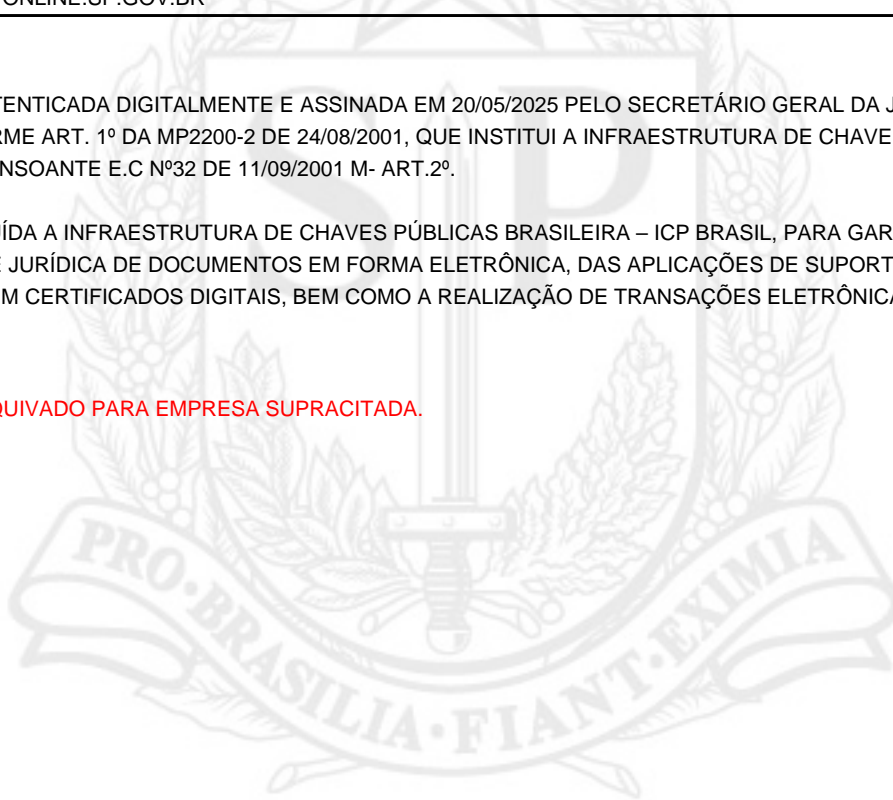 ONLINE.SP.GOV.BR
SP
TENTICADA DIGITALMENTE E ASSINADA EM 20/05/2025 PELO SECRETÁRIO GERAL DA J
RME ART. 1º DA MP2200-2 DE 24/08/2001, QUE INSTITUI A INFRAESTRUTURA DE CHAVE
NSOANTE E.C Nº32 DE 11/09/2001 M- ART.2º.
ÍDA A INFRAESTRUTURA DE CHAVES PÚBLICAS BRASILEIRA – ICP BRASIL, PARA GAR
E JURÍDICA DE DOCUMENTOS EM FORMA ELETRÔNICA, DAS APLICAÇÕES DE SUPORT
M CERTIFICADOS DIGITAIS, BEM COMO A REALIZAÇÃO DE TRANSAÇÕES ELETRÔNICA
QUIVADO PARA EMPRESA SUPRACITADA.
PRO·BRASILIA·FIANT·EXIMIA